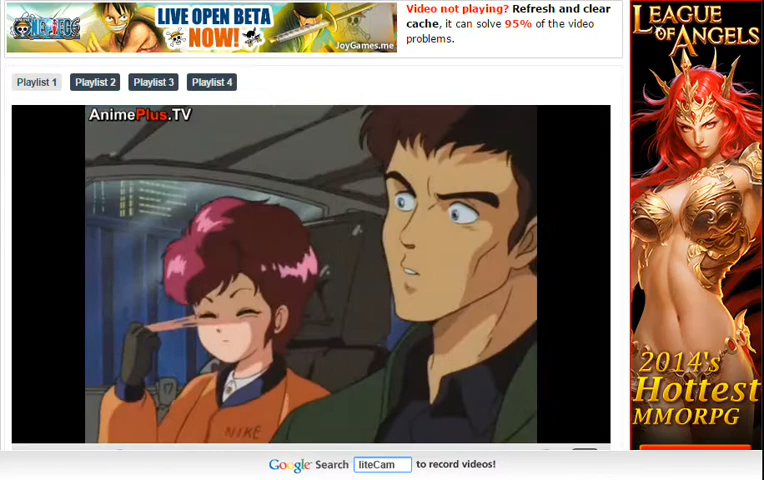 ONE PIECE
LIVE OPEN BETA
NOW!
JoyGames.me
Video not playing? Refresh and clear
cache, it can solve 95% of the video
problems.
Playlist 1 Playlist 2 Playlist 3 Playlist 4
AnimePlus.TV
NIKE
LEAGUE
OF ANGELS
2014's
Hottest
MMORPG
Google Search liteCam to record videos!